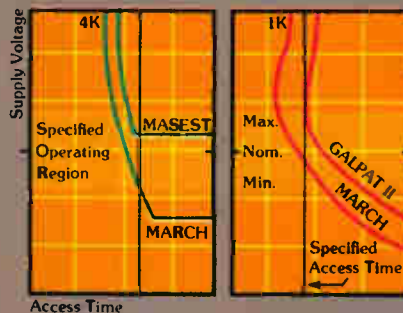 Supply Voltage
4K
Specified
Operating
Region
MASEST
MARCH
Access Time
1K
Max.
Nom.
Min.
GALPAT II
MARCH
Specified
Access Time